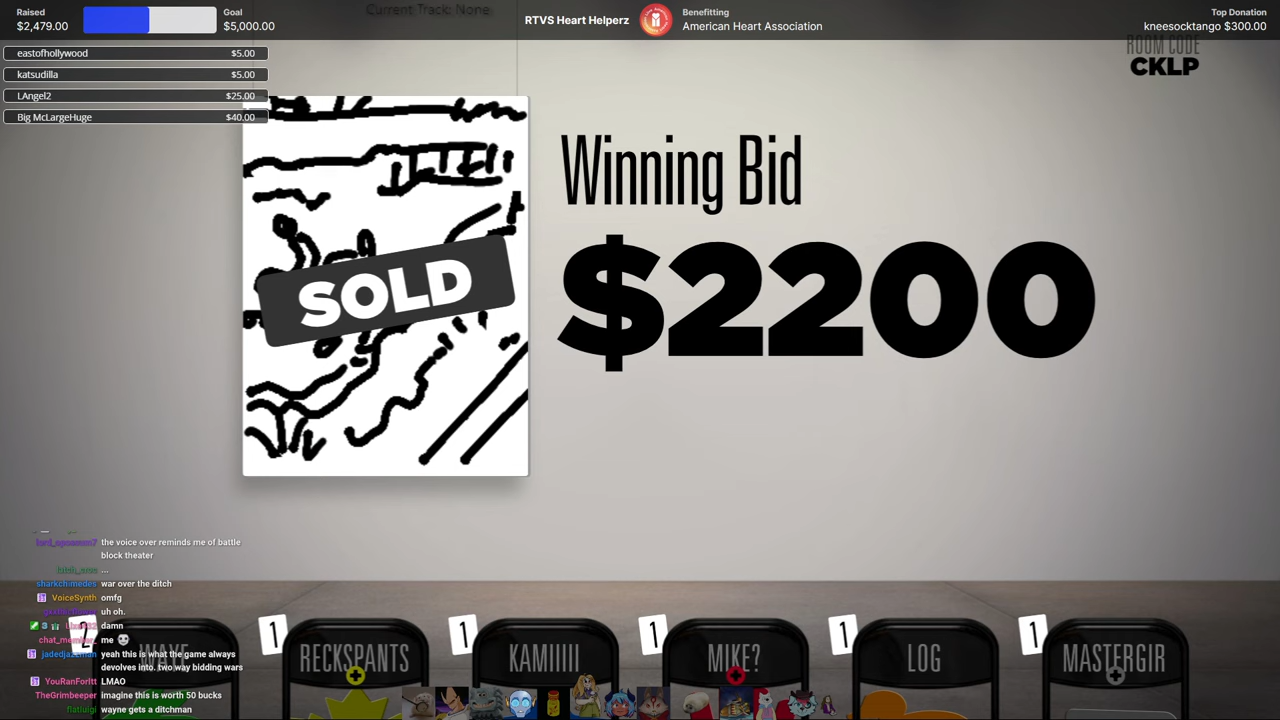 Raised
$2,479.00
Goal
$5,000.00
Current Track: None
RTVS Heart Helperz
Benefitting
American Heart Association
Top Donation
kneesocktango $300.00
eastofhollywood $5.00
katsudilla $5.00
LAngel2 $25.00
Big McLargeHuge $40.00
ROOM CODE
CKLP
Winning Bid
$2200
SOLD
the voice over reminds me of battle
block theater
...
sharkchimedes war over the ditch
VoiceSynth omfg
uh oh.
3 damn
chat_member me
yeah this is what the game always
devolves into. two way bidding wars
YouRanForItt LMAO
TheGrimbeeper imagine this is worth 50 bucks
flatluigi wayne gets a ditchman
2
1
1
1
1
1
RECKSPANTS
KAMIIIII
MIKE?
LOG
MASTERGIR